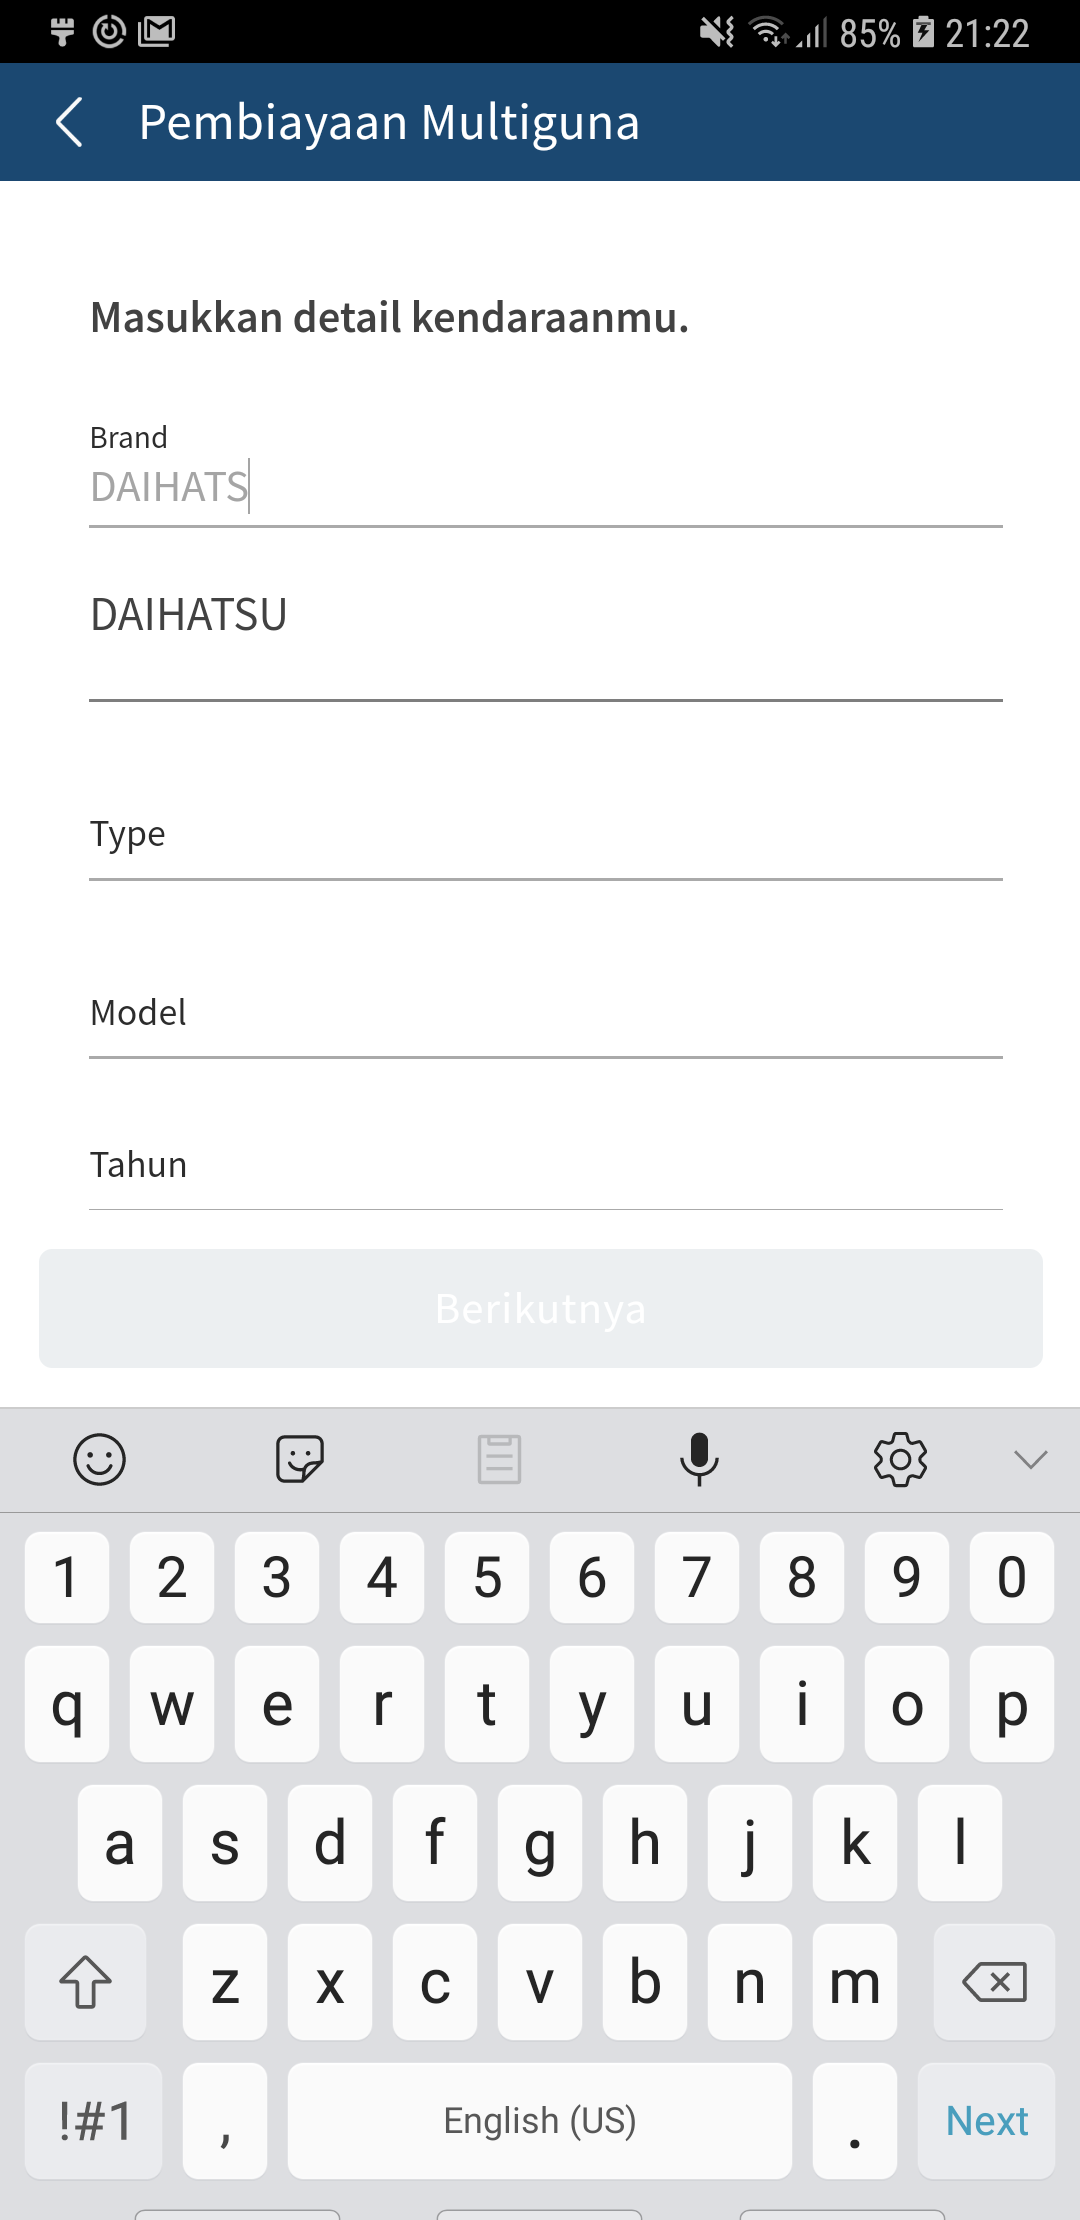 85% 21:22
Pembiayaan Multiguna
Masukkan detail kendaraanmu.
Brand
DAIHATS
DAIHATSU
Type
Model
Tahun
Berikutnya
1 2 3 4 5 6 7 8 9 0
q w e r t y u i o p
a s d f g h j k l
z x c v b n m
!#1 , English (US) . Next